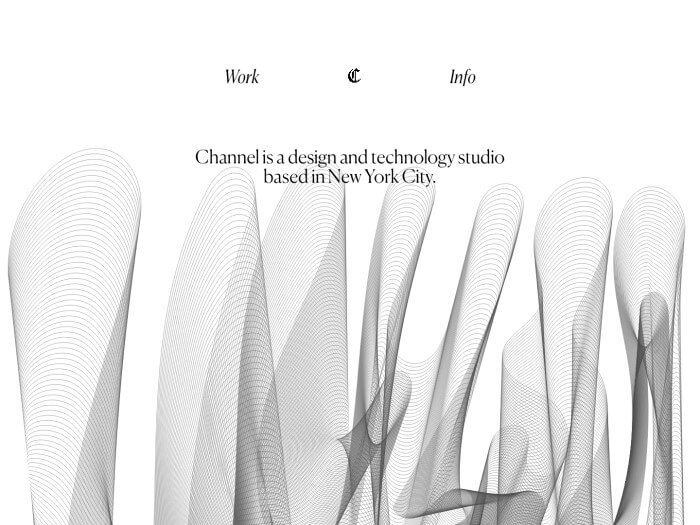 Work ℭ Info
Channel is a design and technology studio
based in New York City.